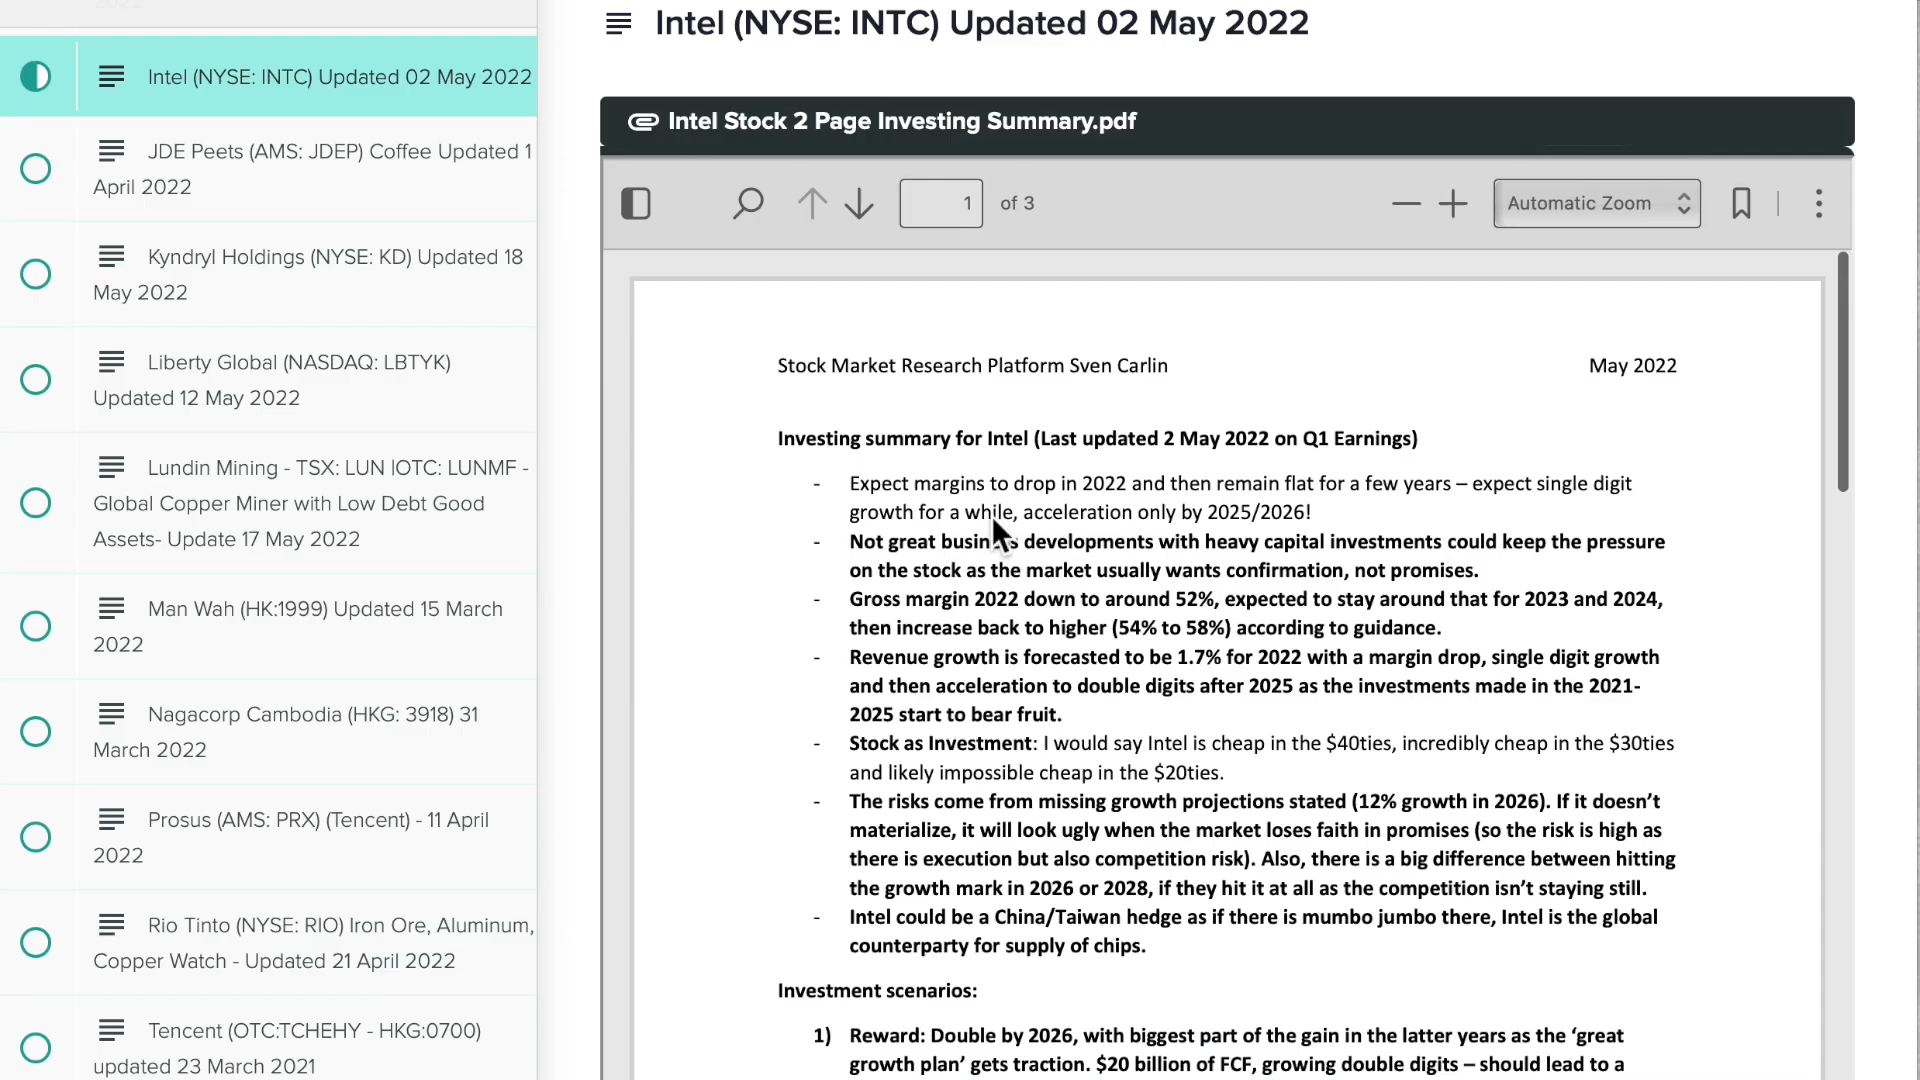 Intel (NYSE: INTC) Updated 02 May 2022
JDE Peets (AMS: JDEP) Coffee Updated 1
April 2022
Kyndryl Holdings (NYSE: KD) Updated 18
May 2022
Liberty Global (NASDAQ: LBTYK)
Updated 12 May 2022
Lundin Mining - TSX: LUN |OTC: LUNMF -
Global Copper Miner with Low Debt Good
Assets- Update 17 May 2022
Man Wah (HK:1999) Updated 15 March
2022
Nagacorp Cambodia (HKG: 3918) 31
March 2022
Prosus (AMS: PRX) (Tencent) - 11 April
2022
Rio Tinto (NYSE: RIO) Iron Ore, Aluminum,
Copper Watch - Updated 21 April 2022
Tencent (OTC:TCHEHY - HKG:0700)
updated 23 March 2021
Intel (NYSE: INTC) Updated 02 May 2022
Intel Stock 2 Page Investing Summary.pdf
1 of 3 Automatic Zoom
Stock Market Research Platform Sven Carlin May 2022
Investing summary for Intel (Last updated 2 May 2022 on Q1 Earnings)
- Expect margins to drop in 2022 and then remain flat for a few years – expect single digit
growth for a while, acceleration only by 2025/2026!
- Not great business developments with heavy capital investments could keep the pressure
on the stock as the market usually wants confirmation, not promises.
- Gross margin 2022 down to around 52%, expected to stay around that for 2023 and 2024,
then increase back to higher (54% to 58%) according to guidance.
- Revenue growth is forecasted to be 1.7% for 2022 with a margin drop, single digit growth
and then acceleration to double digits after 2025 as the investments made in the 2021-
2025 start to bear fruit.
- Stock as Investment: I would say Intel is cheap in the $40ties, incredibly cheap in the $30ties
and likely impossible cheap in the $20ties.
- The risks come from missing growth projections stated (12% growth in 2026). If it doesn’t
materialize, it will look ugly when the market loses faith in promises (so the risk is high as
there is execution but also competition risk). Also, there is a big difference between hitting
the growth mark in 2026 or 2028, if they hit it at all as the competition isn’t staying still.
- Intel could be a China/Taiwan hedge as if there is mumbo jumbo there, Intel is the global
counterparty for supply of chips.
Investment scenarios:
1) Reward: Double by 2026, with biggest part of the gain in the latter years as the ‘great
growth plan’ gets traction. $20 billion of FCF, growing double digits – should lead to a